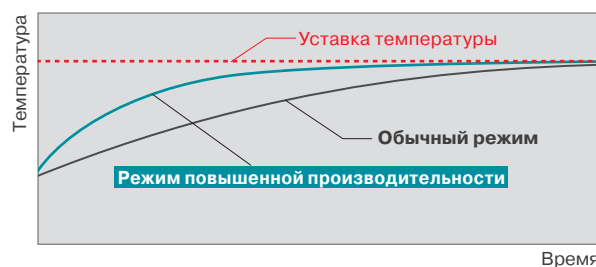 Температура
Уставка температуры
Обычный режим
Режим повышенной производительности
Время